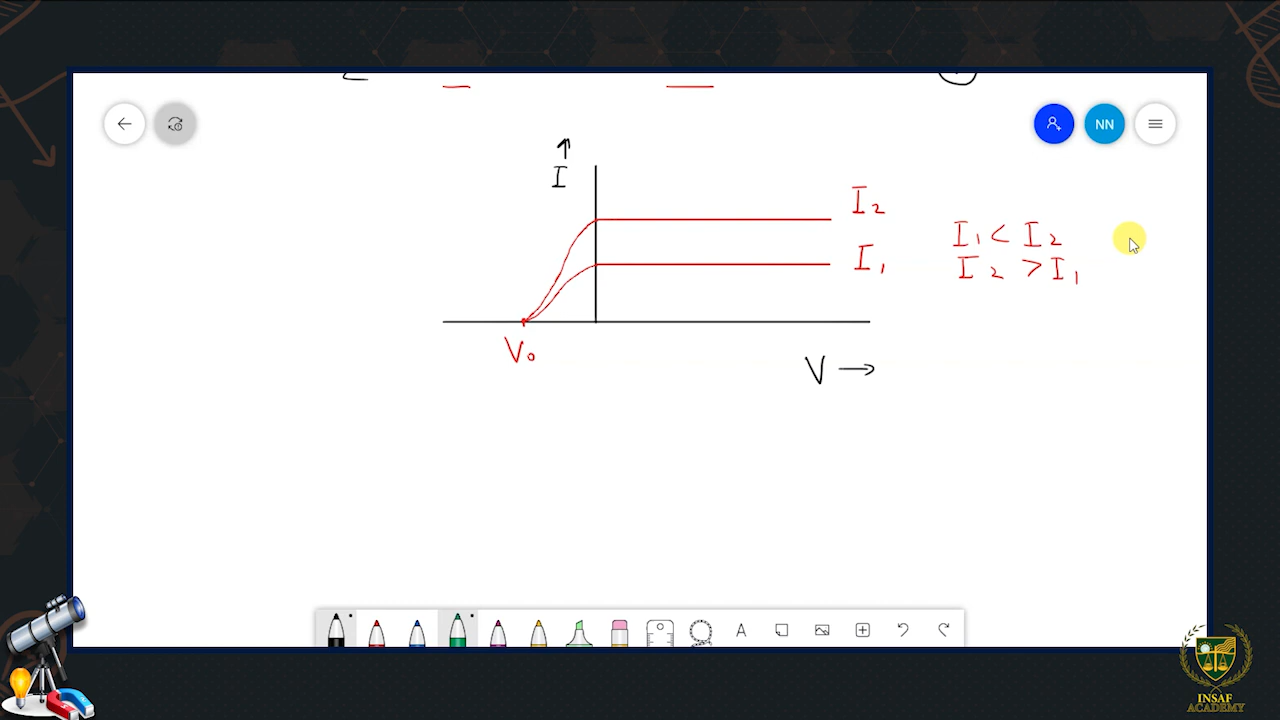 NN
↑
I
I₂
I₁
I₁ < I₂
I₂ > I₁
V₀
V →
A
INSAF
ACADEMY